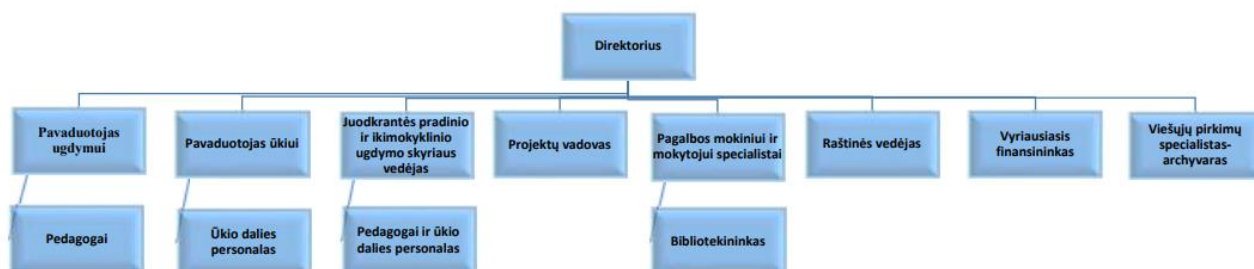 Direktorius
Pavaduotojas
ugdymui
Pavaduotojas ūkiui
Juodkrantės pradinio
ir ikimokyklinio
ugdymo skyriaus
vedėjas
Projektų vadovas
Pagalbos mokiniui ir
mokytojui specialistai
Raštinės vedėjas
Vyriausiasis
finansininkas
Viešųjų pirkimų
specialistas-
archyvaras
Pedagogai
Ūkio dalies
personalas
Pedagogai ir ūkio
dalies personalas
Bibliotekininkas